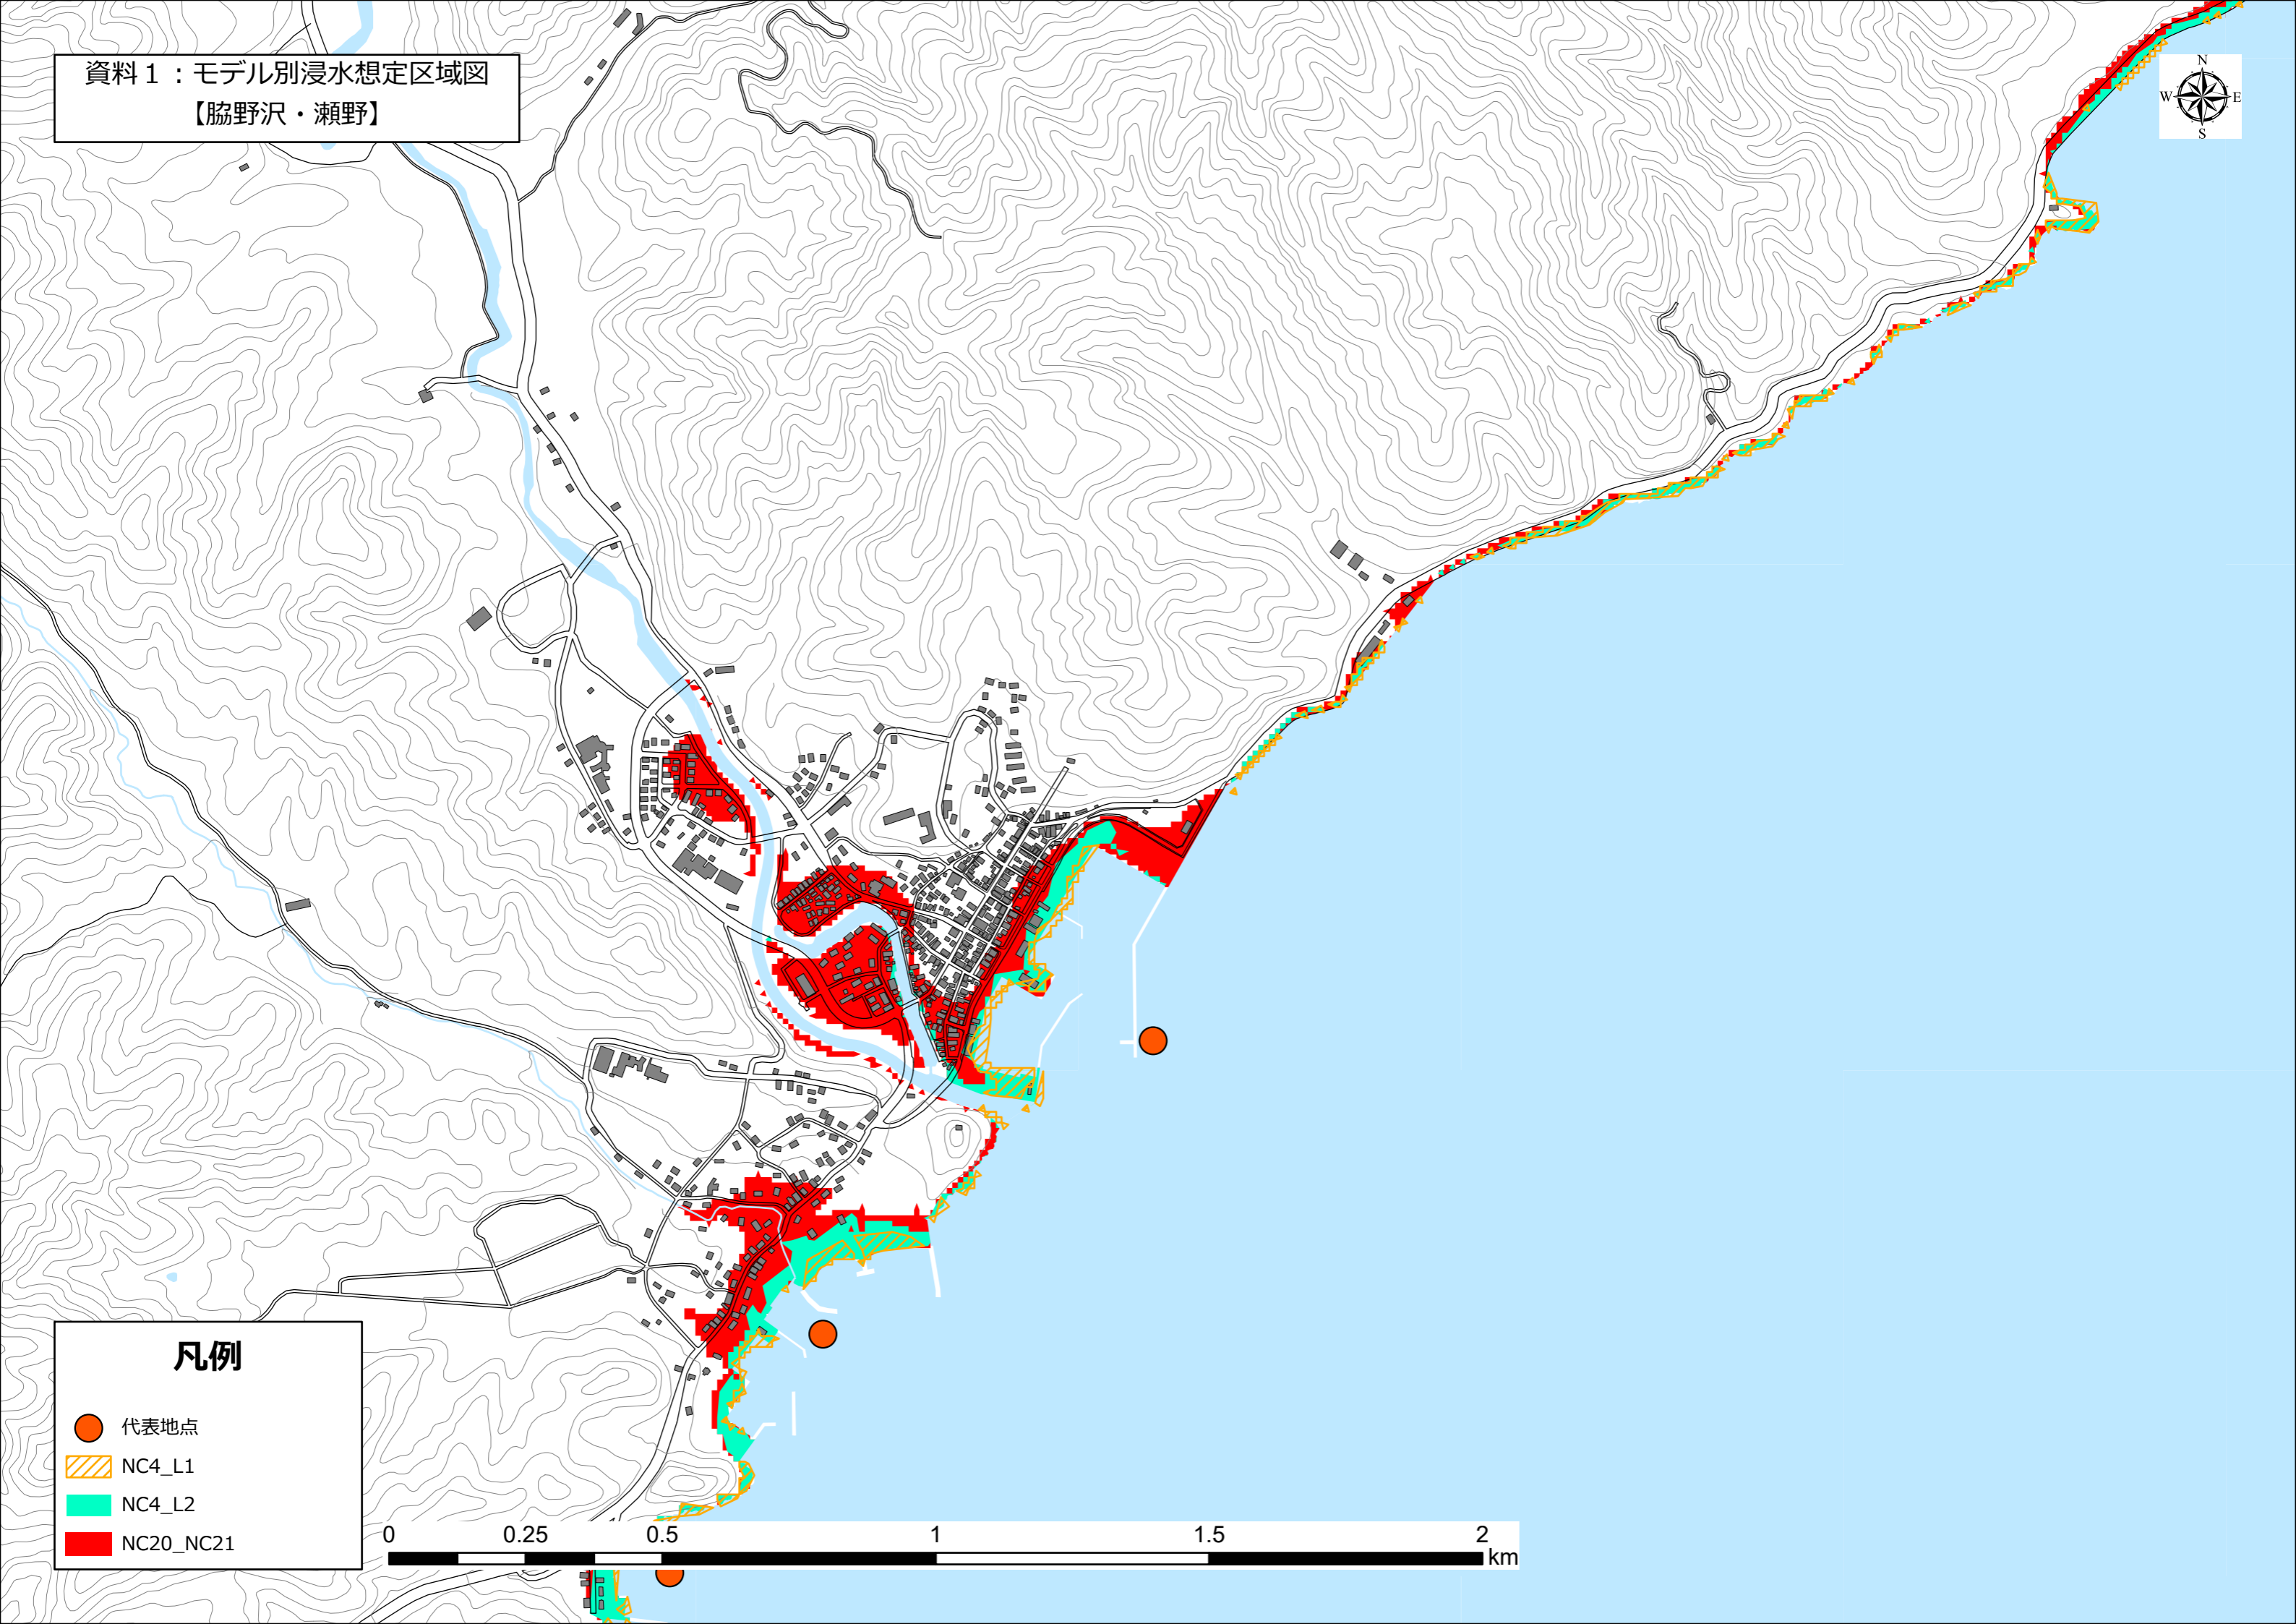 資料１：モデル別浸水想定区域図
【脇野沢・瀬野】
N
W E
S
凡例
代表地点
NC4_L1
NC4_L2
NC20_NC21
0 0.25 0.5 1 1.5 2
km